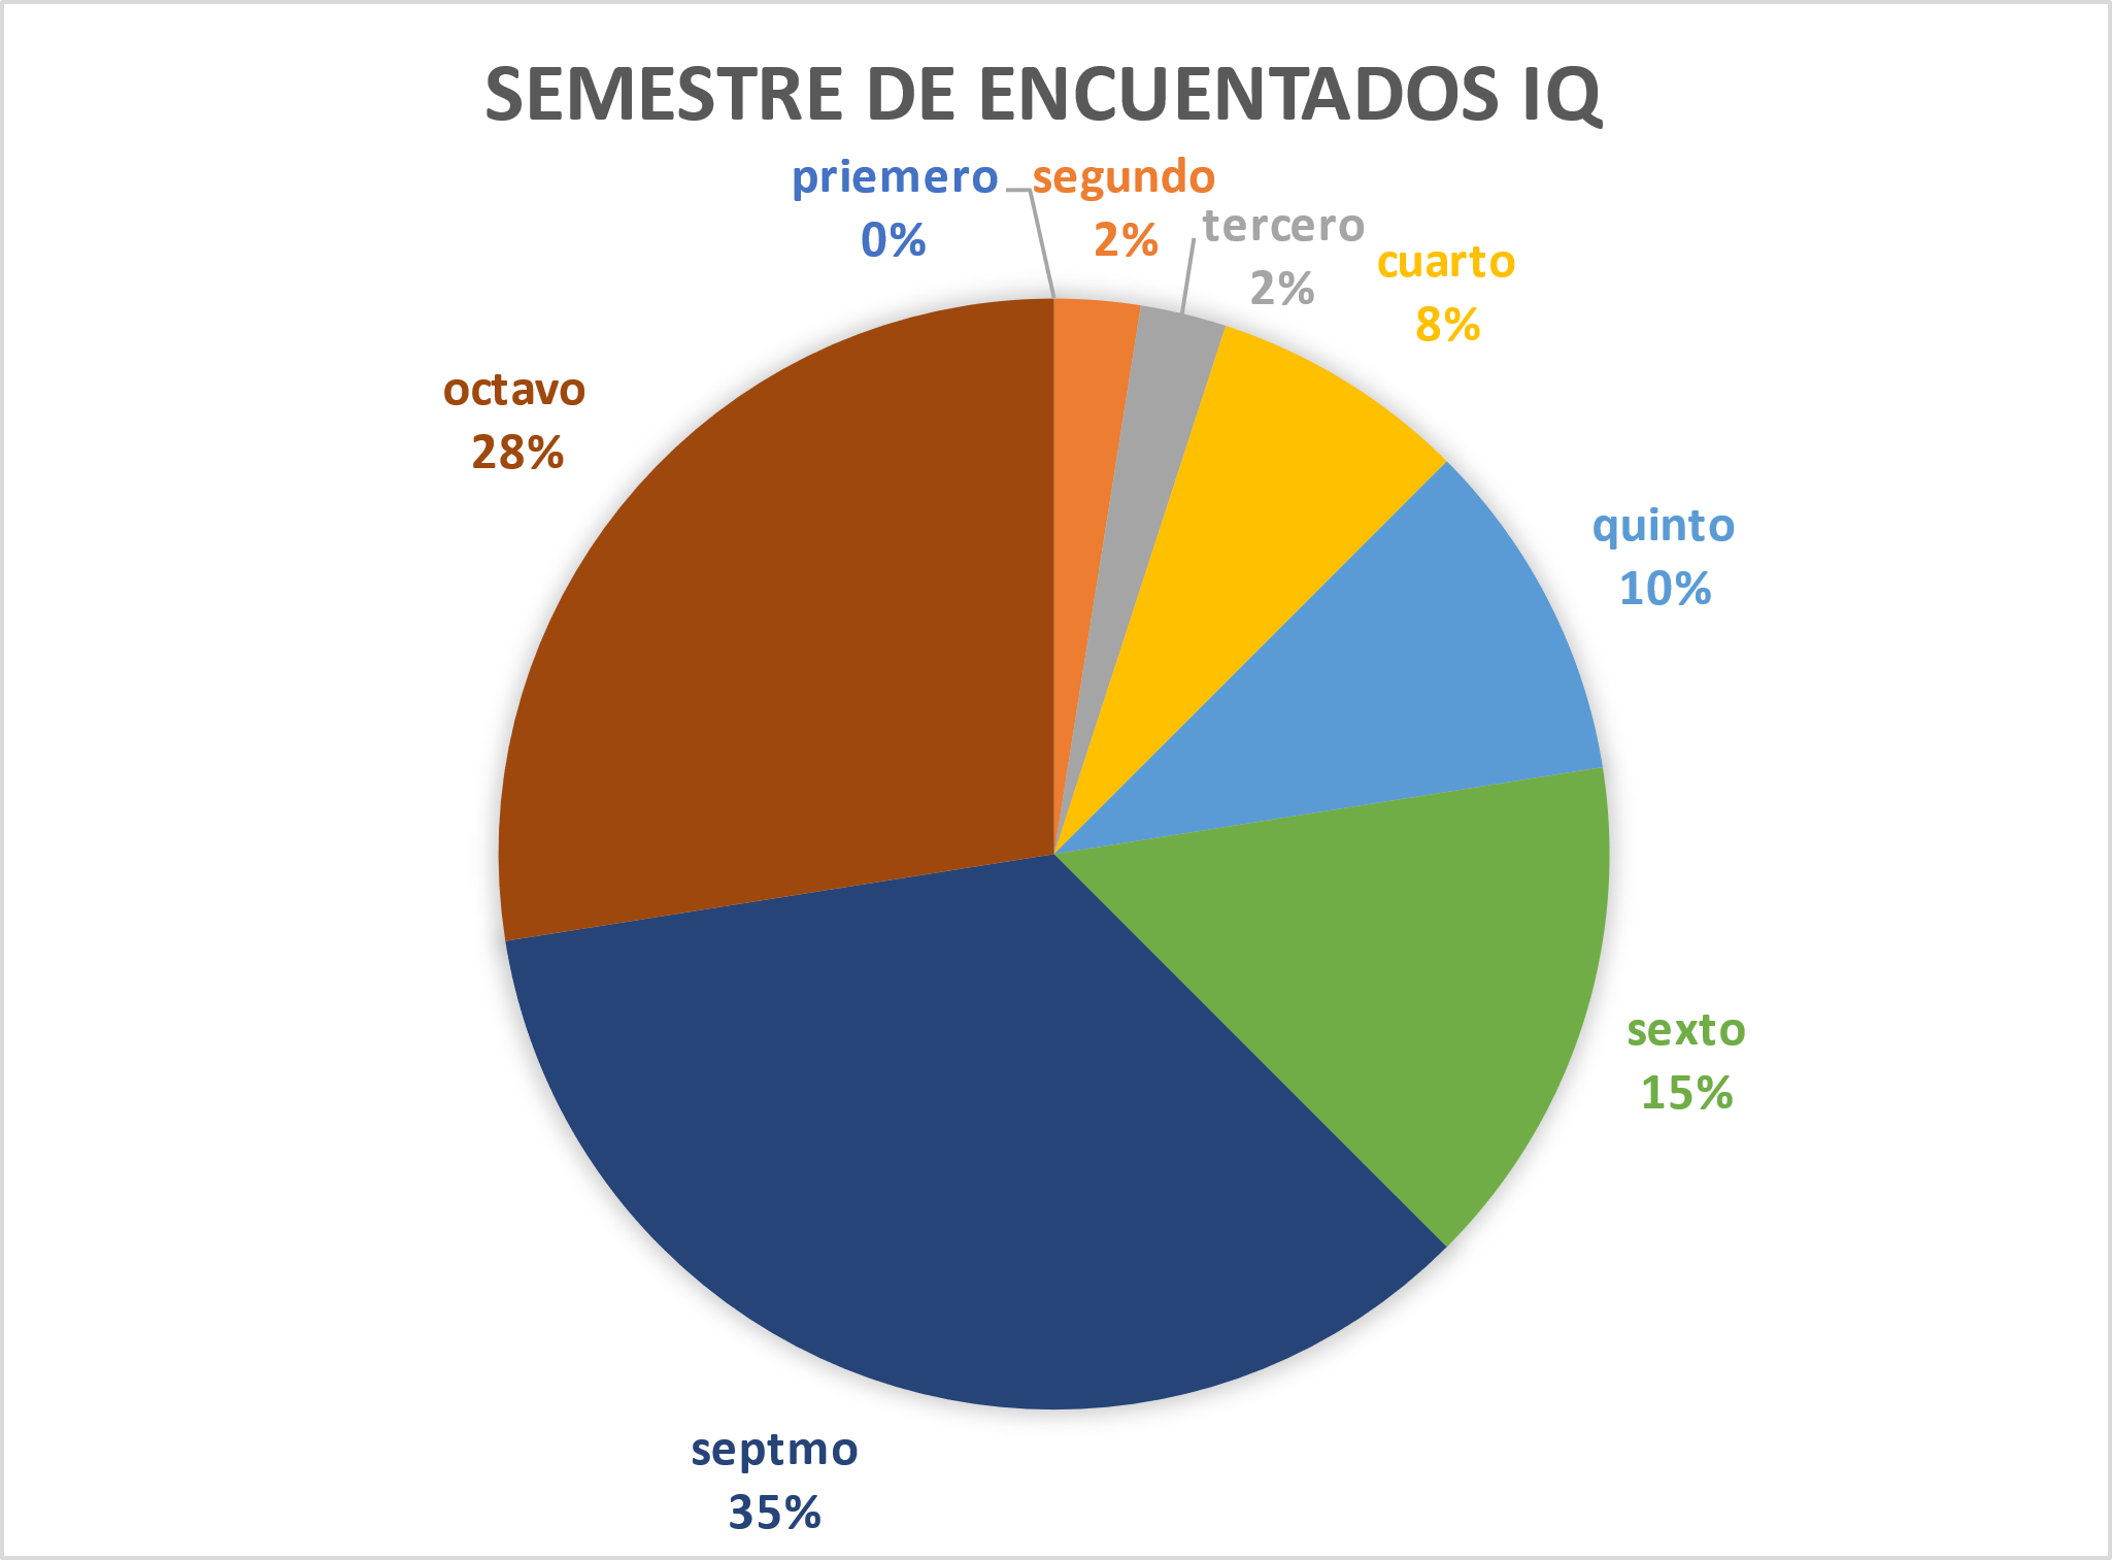 SEMESTRE DE ENCUENTADOS IQ
priemero
0%
segundo
2%
tercero
2%
cuarto
8%
quinto
10%
sexto
15%
septmo
35%
octavo
28%